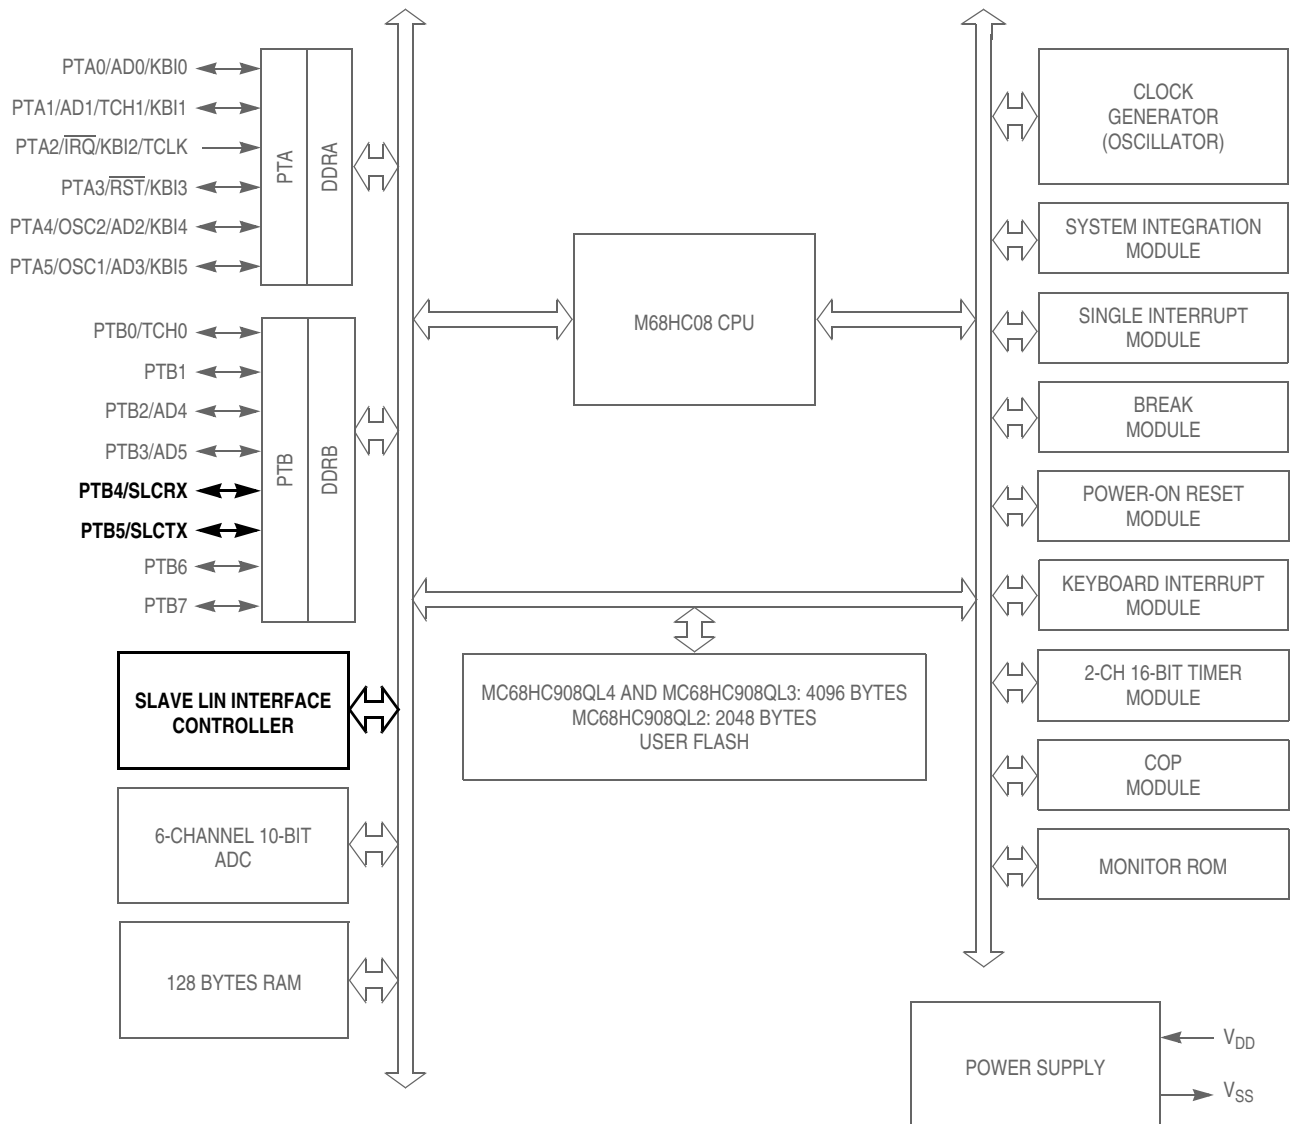 PTA0/AD0/KBI0
PTA1/AD1/TCH1/KBI1
PTA2/IRQ/KBI2/TCLK
PTA3/RST/KBI3
PTA4/OSC2/AD2/KBI4
PTA5/OSC1/AD3/KBI5
PTA
DDRA
PTB0/TCH0
PTB1
PTB2/AD4
PTB3/AD5
PTB4/SLCRX
PTB5/SLCTX
PTB6
PTB7
PTB
DDRB
SLAVE LIN INTERFACE
CONTROLLER
6-CHANNEL 10-BIT
ADC
128 BYTES RAM
M68HC08 CPU
MC68HC908QL4 AND MC68HC908QL3: 4096 BYTES
MC68HC908QL2: 2048 BYTES
USER FLASH
CLOCK
GENERATOR
(OSCILLATOR)
SYSTEM INTEGRATION
MODULE
SINGLE INTERRUPT
MODULE
BREAK
MODULE
POWER-ON RESET
MODULE
KEYBOARD INTERRUPT
MODULE
2-CH 16-BIT TIMER
MODULE
COP
MODULE
MONITOR ROM
POWER SUPPLY
VDD
VSS